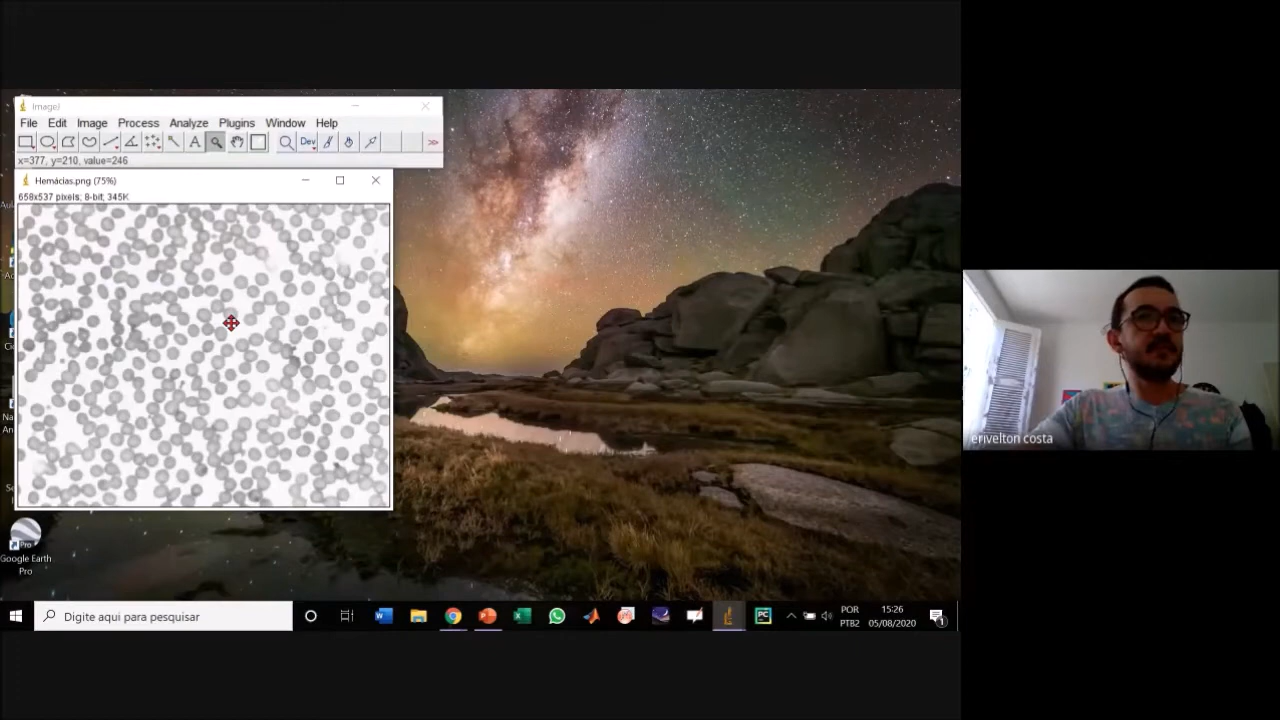 ImageJ
File Edit Image Process Analyze Plugins Window Help
A Dev
x=377, y=210, value=246
Hemácias.png (75%)
658x537 pixels; 8-bit; 345K
Google Earth
Pro
Digite aqui para pesquisar
POR
PTB2
15:26
05/08/2020
erivelton costa